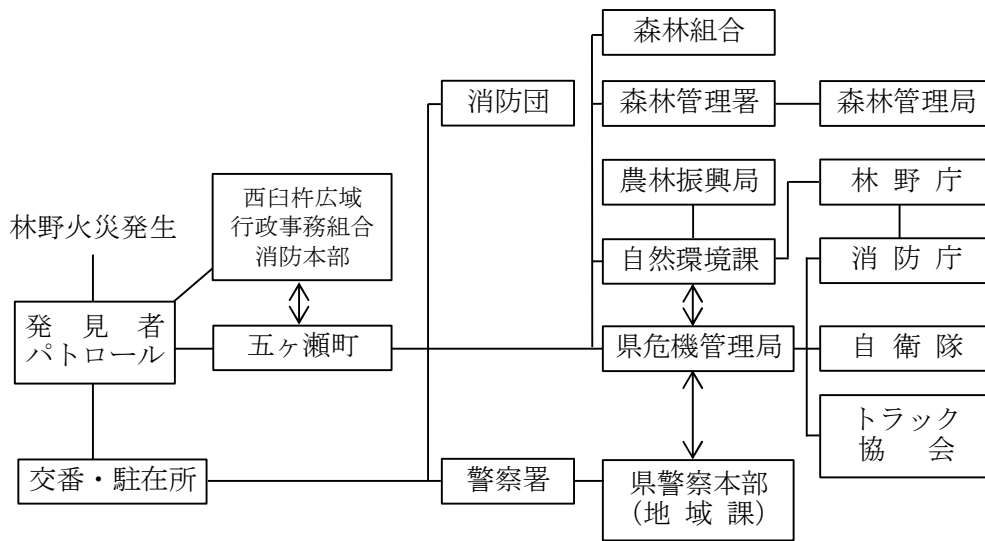 森林組合
消防団
森林管理署
森林管理局
西臼杵広域
行政事務組合
消防本部
農林振興局
林野庁
林野火災発生
自然環境課
消防庁
発見者
パトロール
五ヶ瀬町
県危機管理局
自衛隊
トラック
協会
交番・駐在所
警察署
県警察本部
(地域課)